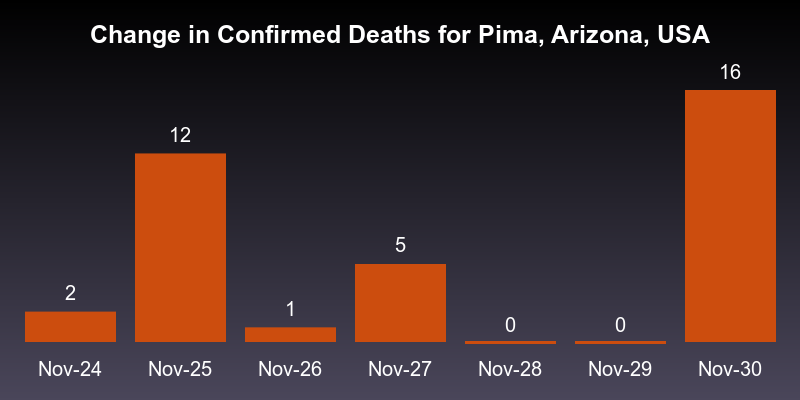 Change in Confirmed Deaths for Pima, Arizona, USA
2
12
1
5
0
0
16
Nov-24
Nov-25
Nov-26
Nov-27
Nov-28
Nov-29
Nov-30